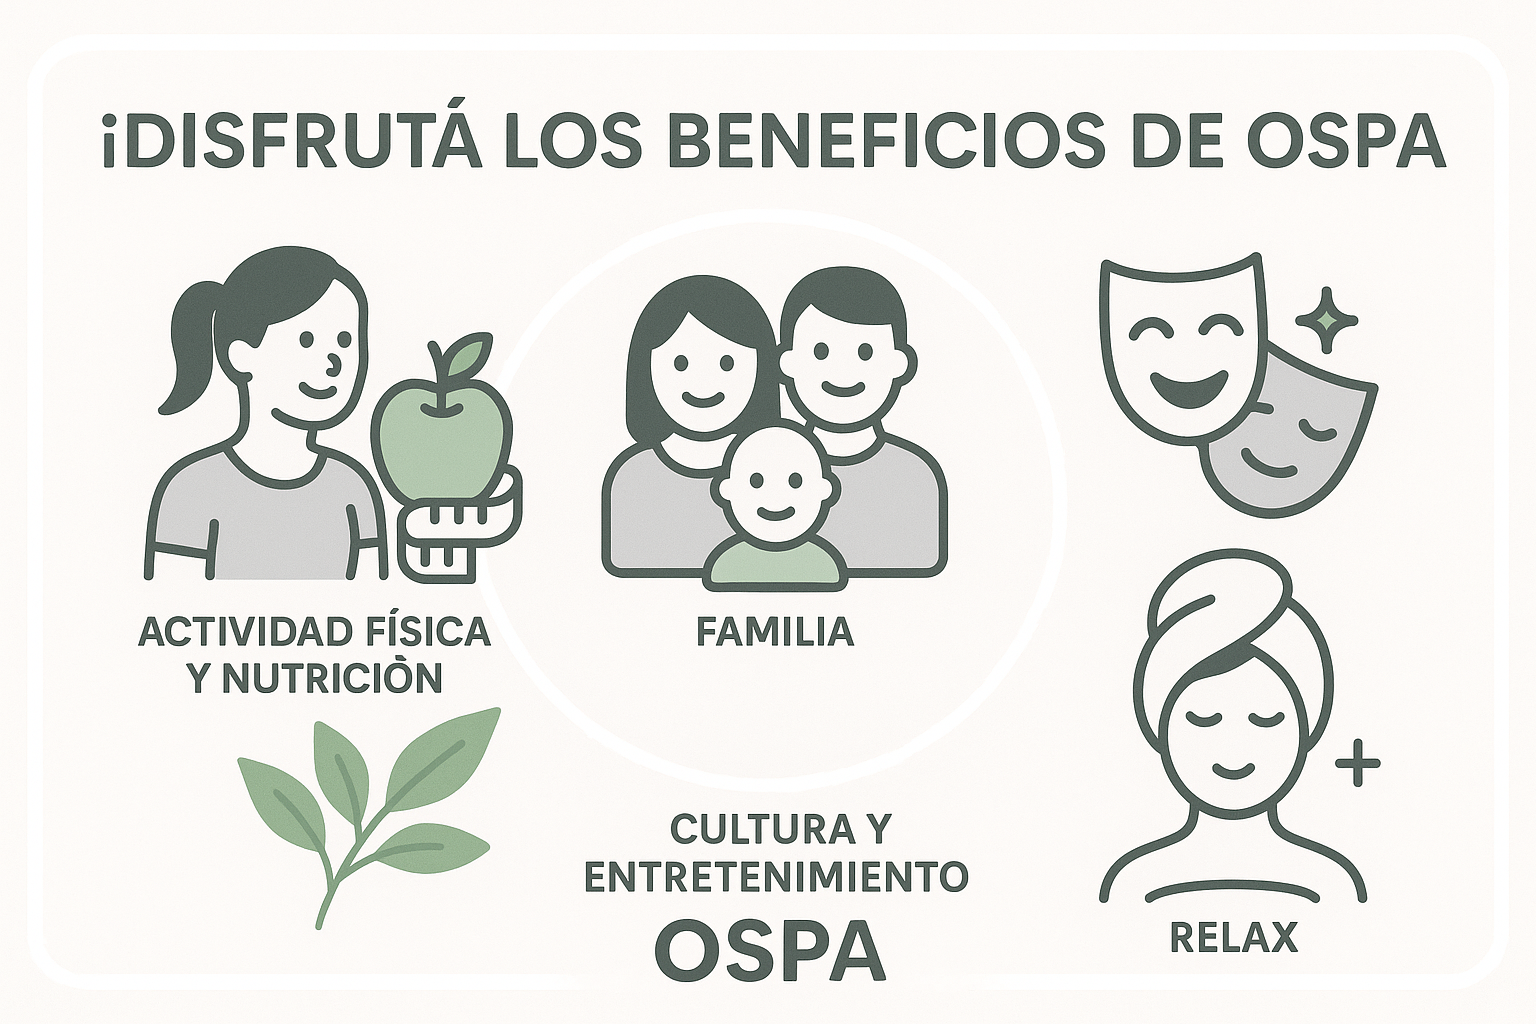 ¡DISFRUTÁ LOS BENEFICIOS DE OSPA
ACTIVIDAD FÍSICA
Y NUTRICIÒN
FAMILIA
CULTURA Y
ENTRETENIMIENTO
OSPA
RELAX